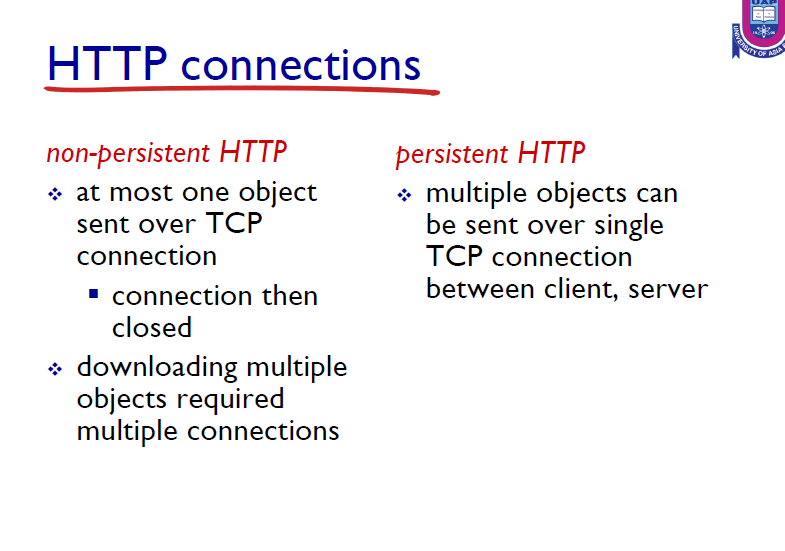 UAP
UNIVERSITY OF ASIA
HTTP connections
non-persistent HTTP
at most one object
sent over TCP
connection
connection then
closed
downloading multiple
objects required
multiple connections
persistent HTTP
multiple objects can
be sent over single
TCP connection
between client, server